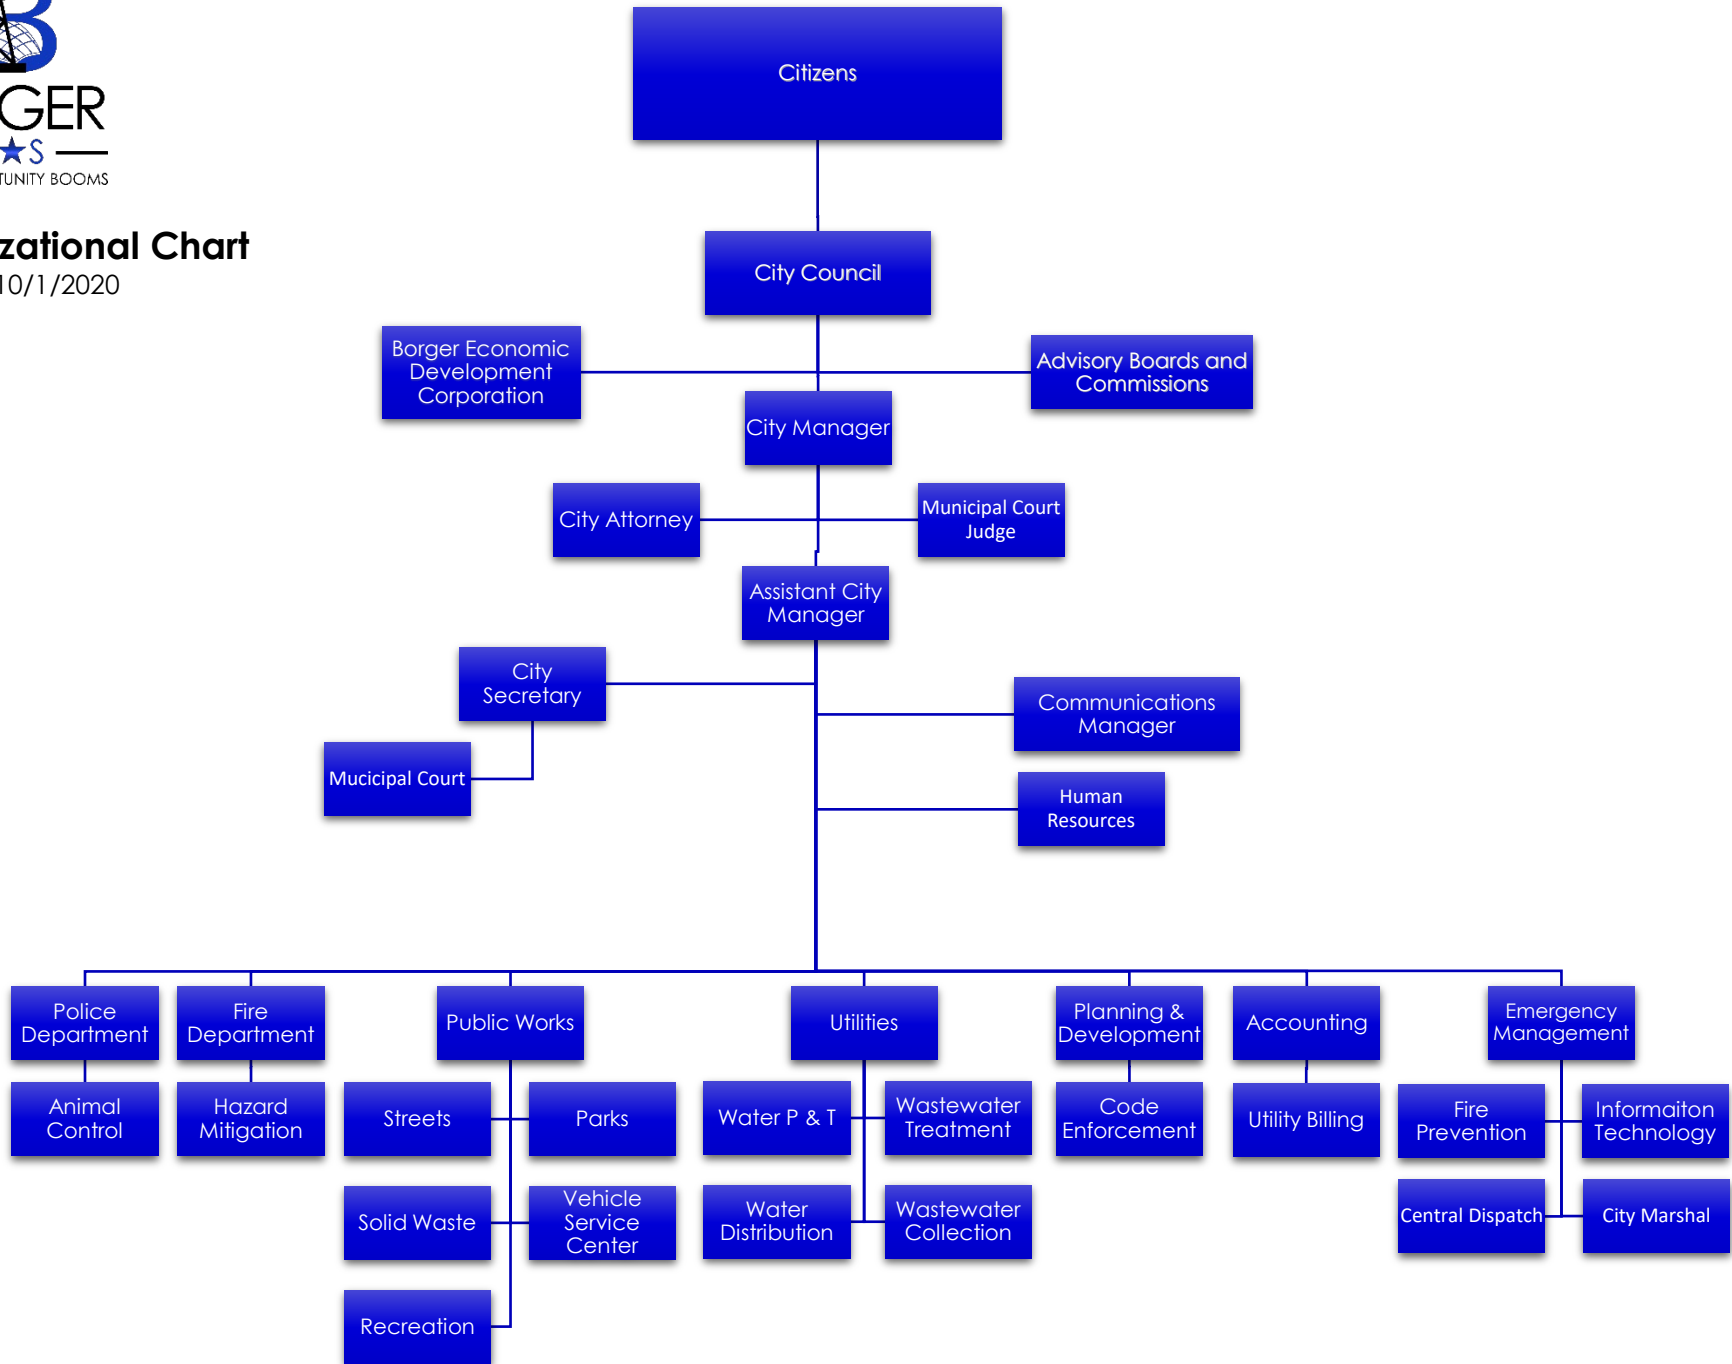 GER
S
TUNITY BOOMS
zational Chart
10/1/2020
Citizens
City Council
Borger Economic
Development
Corporation
Advisory Boards and
Commissions
City Manager
City Attorney
Municipal Court
Judge
Assistant City
Manager
City
Secretary
Communications
Manager
Mucicipal Court
Human
Resources
Police
Department
Fire
Department
Public Works
Utilities
Planning &
Development
Accounting
Emergency
Management
Animal
Control
Hazard
Mitigation
Streets
Parks
Water P & T
Wastewater
Treatment
Code
Enforcement
Utility Billing
Fire
Prevention
Informaiton
Technology
Solid Waste
Vehicle
Service
Center
Water
Distribution
Wastewater
Collection
Central Dispatch
City Marshal
Recreation